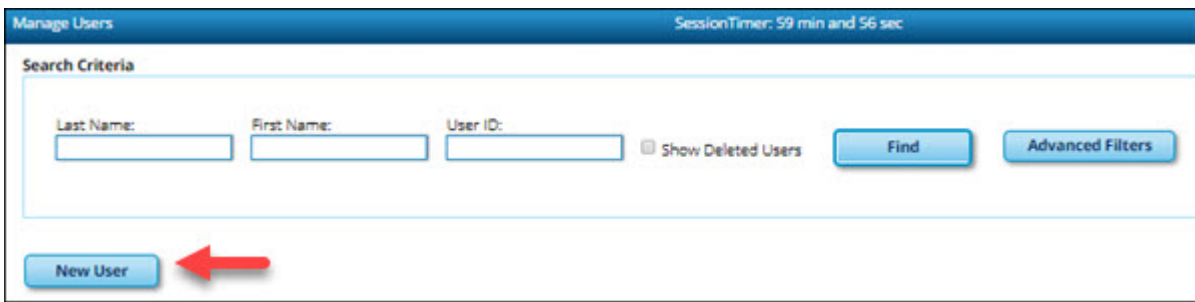 Manage Users SessionTimer: 59 min and 56 sec
Search Criteria
Last Name: First Name: User ID:
Show Deleted Users Find Advanced Filters
New User